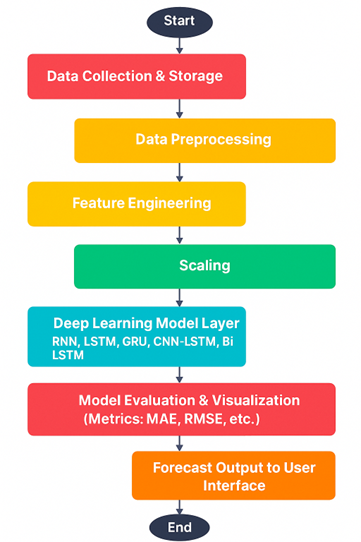 Start
Data Collection & Storage
Data Preprocessing
Feature Engineering
Scaling
Deep Learning Model Layer
RNN, LSTM, GRU, CNN-LSTM, Bi
LSTM
Model Evaluation & Visualization
(Metrics: MAE, RMSE, etc.)
Forecast Output to User
Interface
End